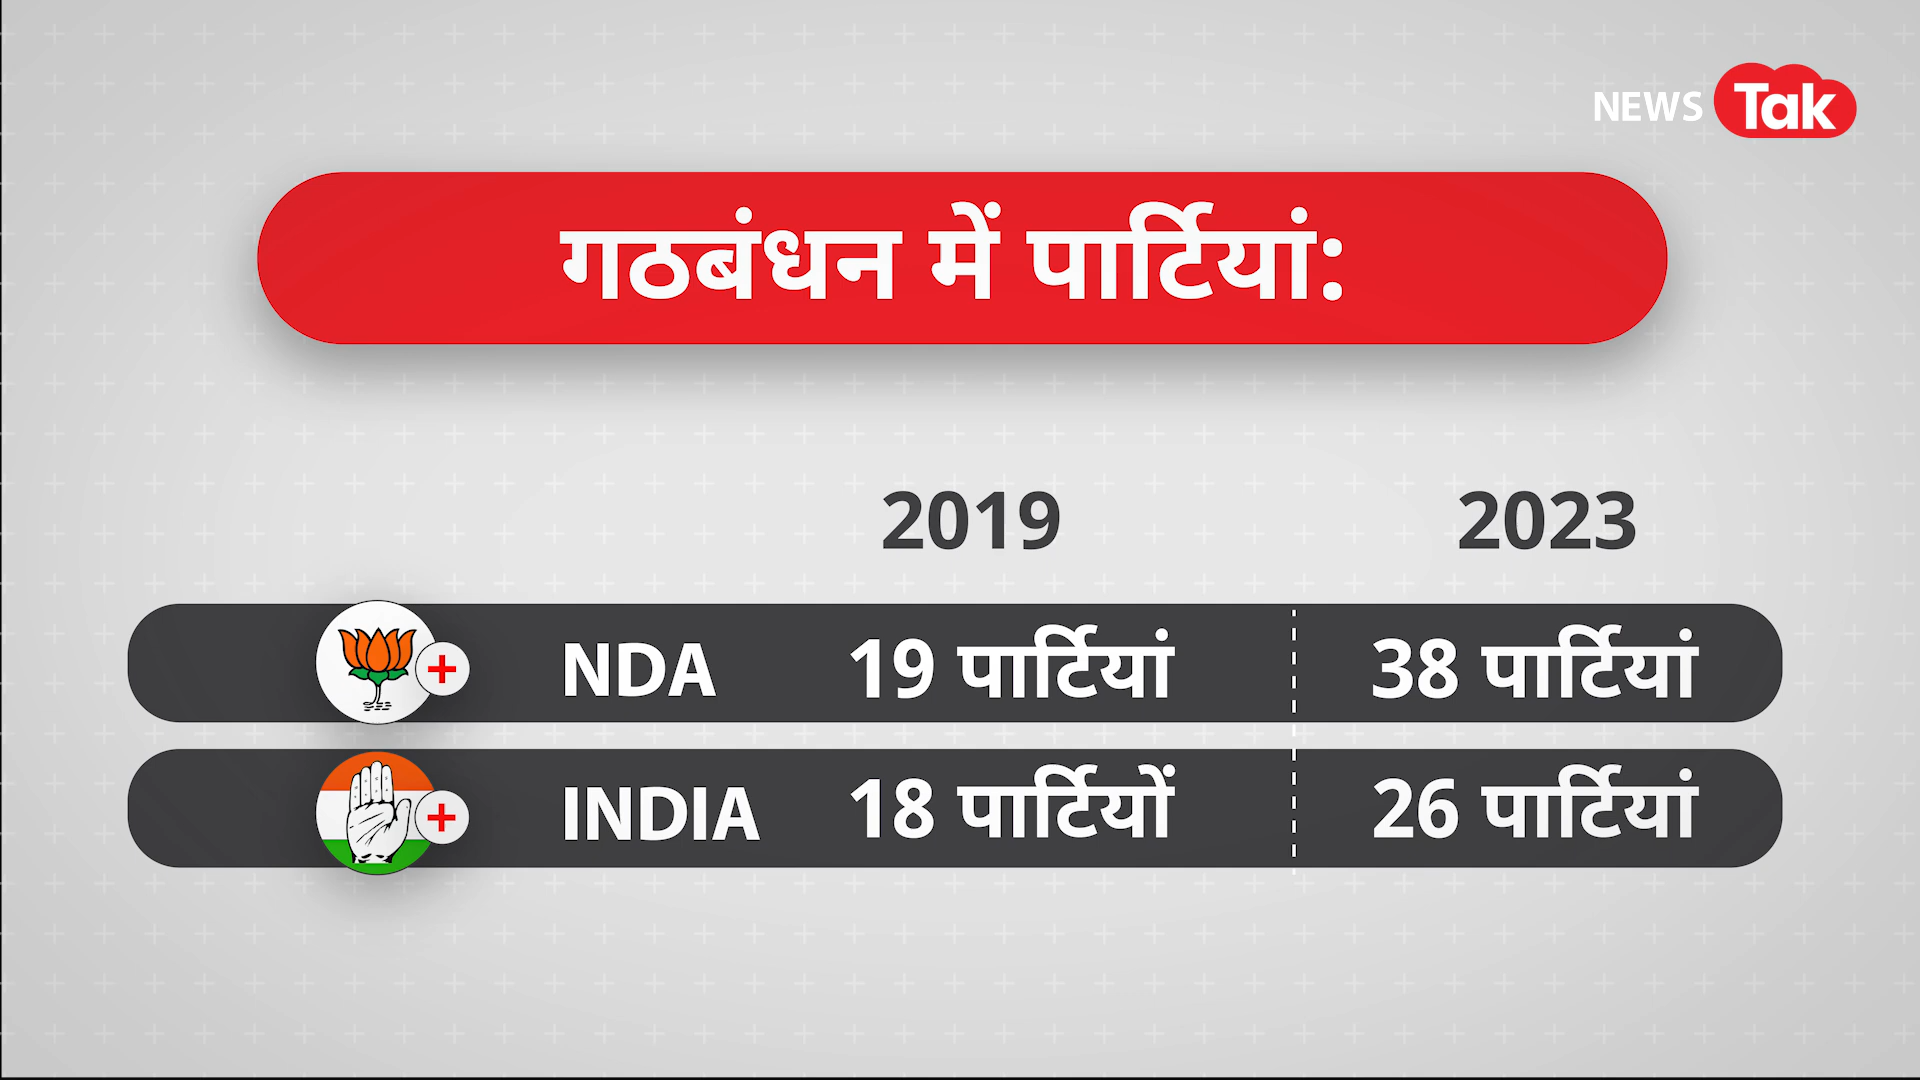 NEWS Tak
गठबंधन में पार्टियां:
2019 2023
NDA 19 पार्टियां 38 पार्टियां
INDIA 18 पार्टियों 26 पार्टियां